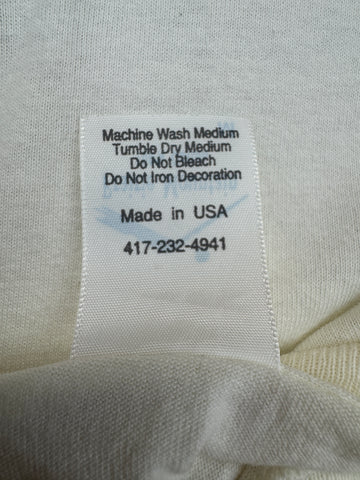 Machine Wash Medium
Tumble Dry Medium
Do Not Bleach
Do Not Iron Decoration
Made in USA
417-232-4941